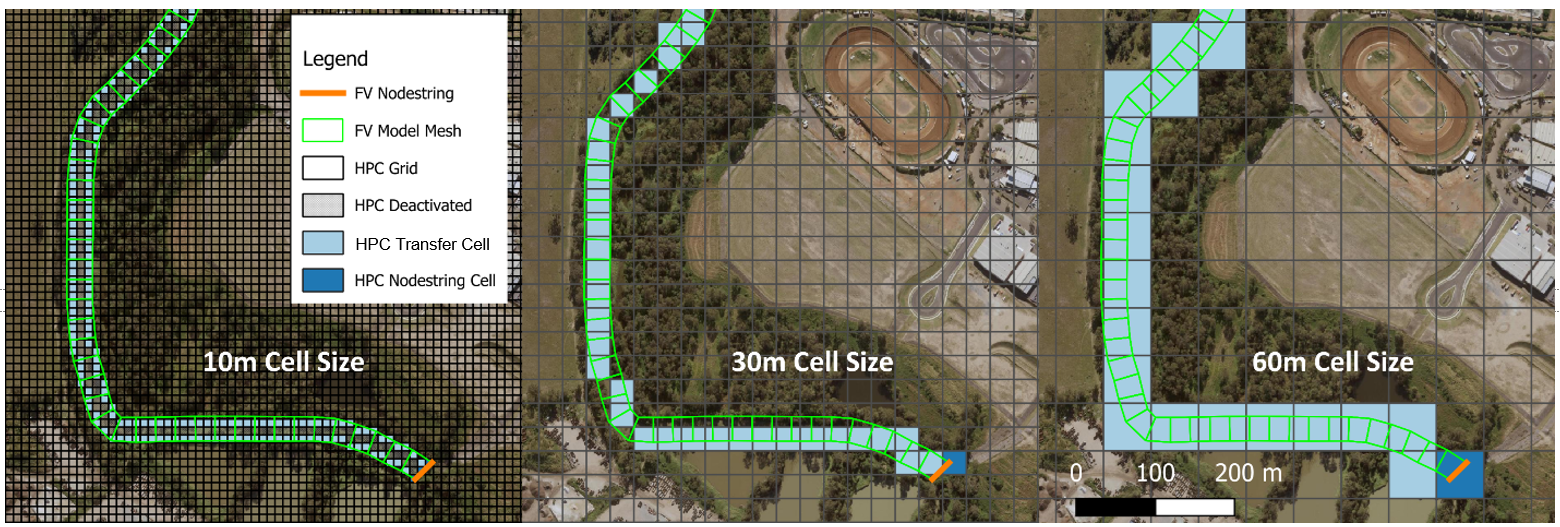 Legend
FV Nodestring
FV Model Mesh
HPC Grid
HPC Deactivated
HPC Transfer Cell
HPC Nodestring Cell
10m Cell Size
30m Cell Size
60m Cell Size
0 100 200 m